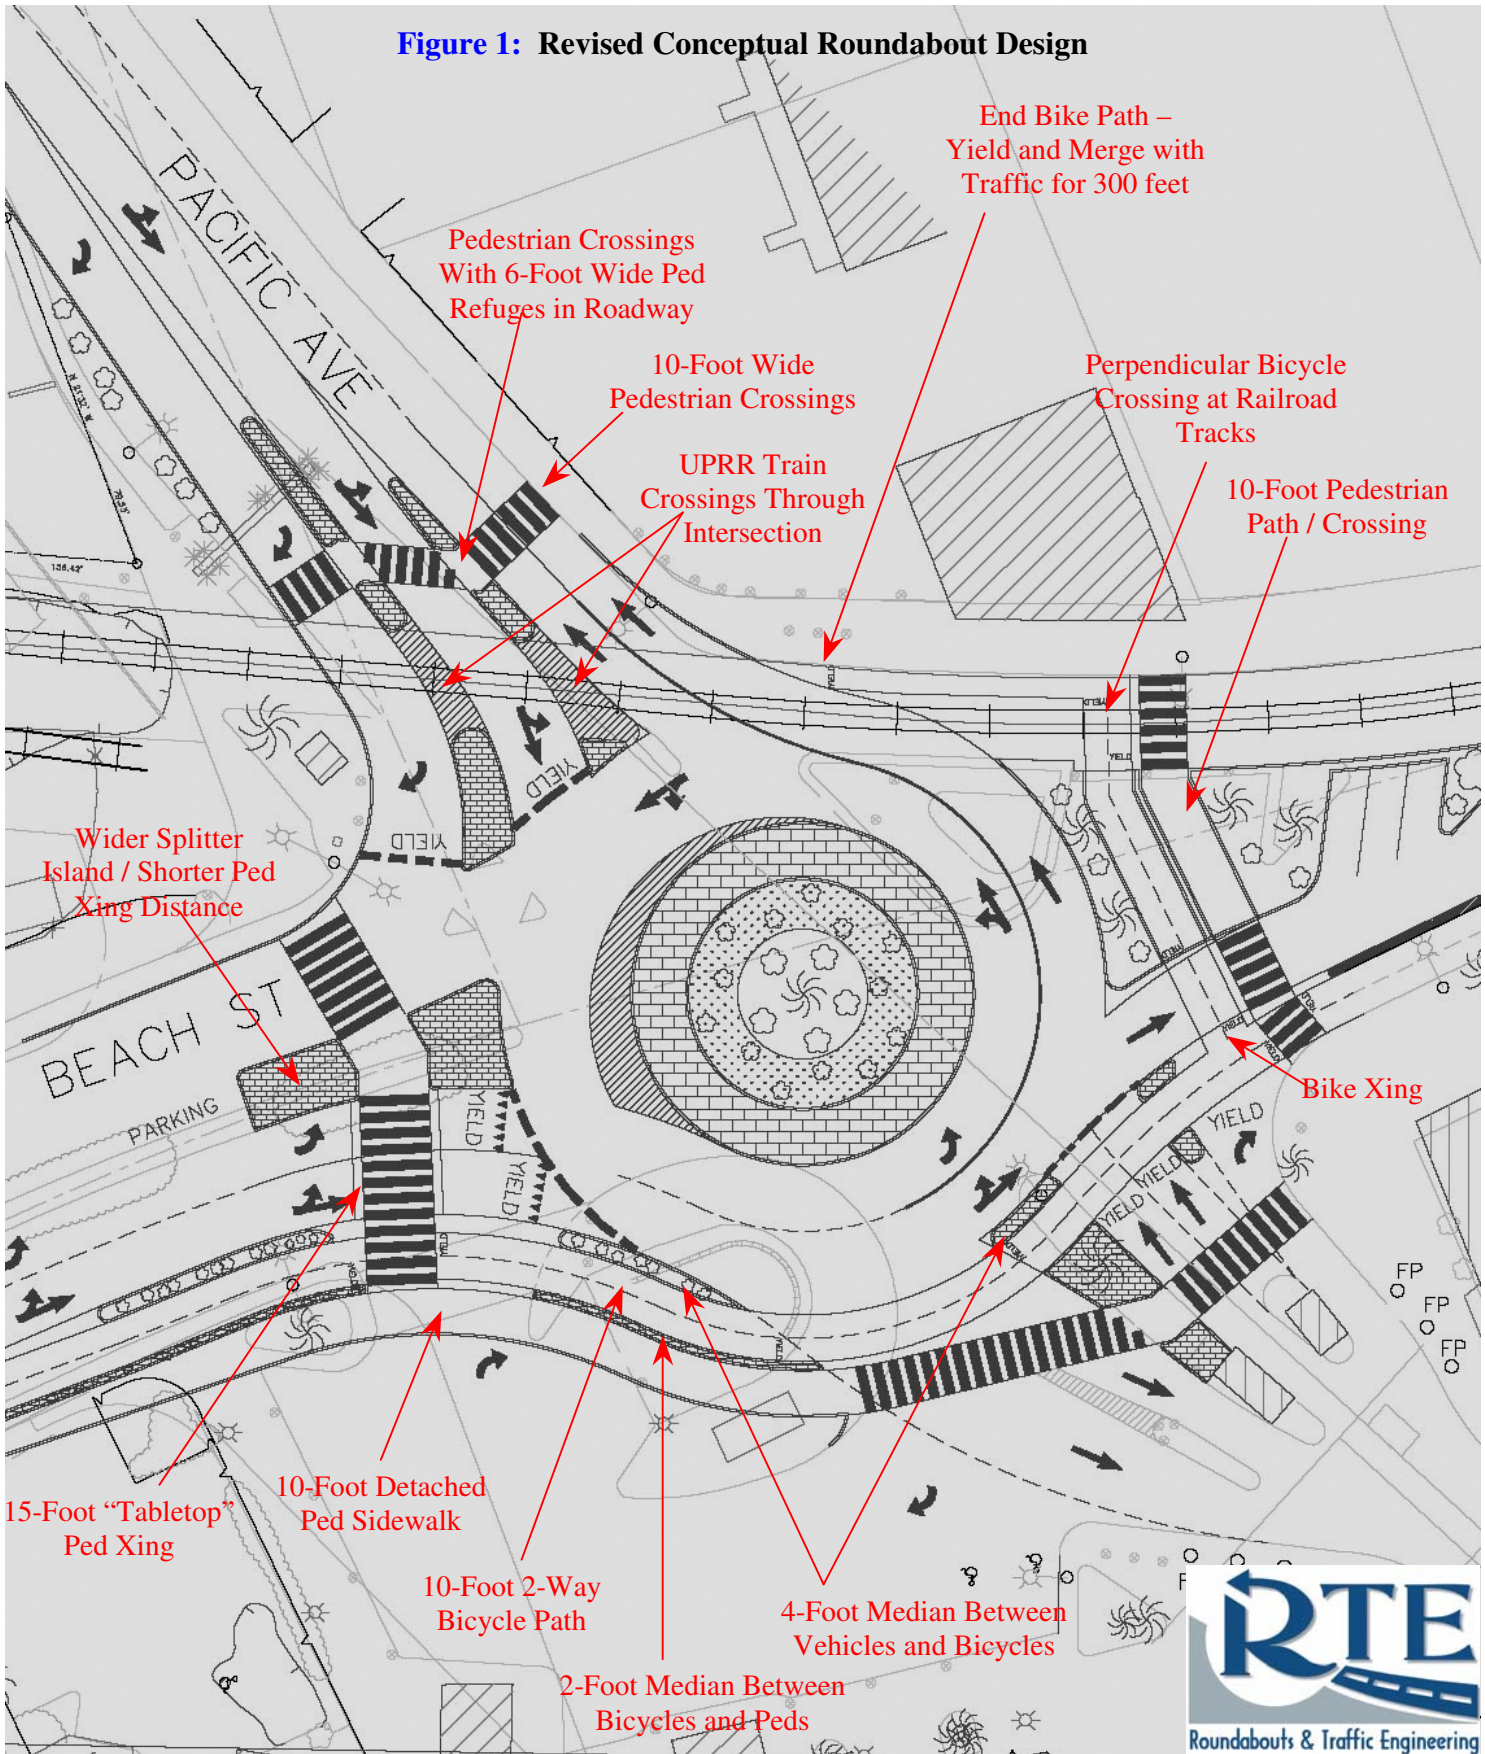 Figure 1: Revised Conceptual Roundabout Design
End Bike Path –
Yield and Merge with
Traffic for 300 feet
PACIFIC AVE
Pedestrian Crossings
With 6-Foot Wide Ped
Refuges in Roadway
10-Foot Wide
Pedestrian Crossings
Perpendicular Bicycle
Crossing at Railroad
Tracks
UPRR Train
Crossings Through
Intersection
10-Foot Pedestrian
Path / Crossing
136.42'
YIELD
YIELD
YIELD
YIELD
Wider Splitter
Island / Shorter Ped
Xing Distance
BEACH ST
PARKING
YIELD
YIELD
Bike Xing
YIELD
YIELD
YIELD
FP
FP
FP
15-Foot “Tabletop”
Ped Xing
10-Foot Detached
Ped Sidewalk
10-Foot 2-Way
Bicycle Path
4-Foot Median Between
Vehicles and Bicycles
2-Foot Median Between
Bicycles and Peds
RTE
Roundabouts & Traffic Engineering